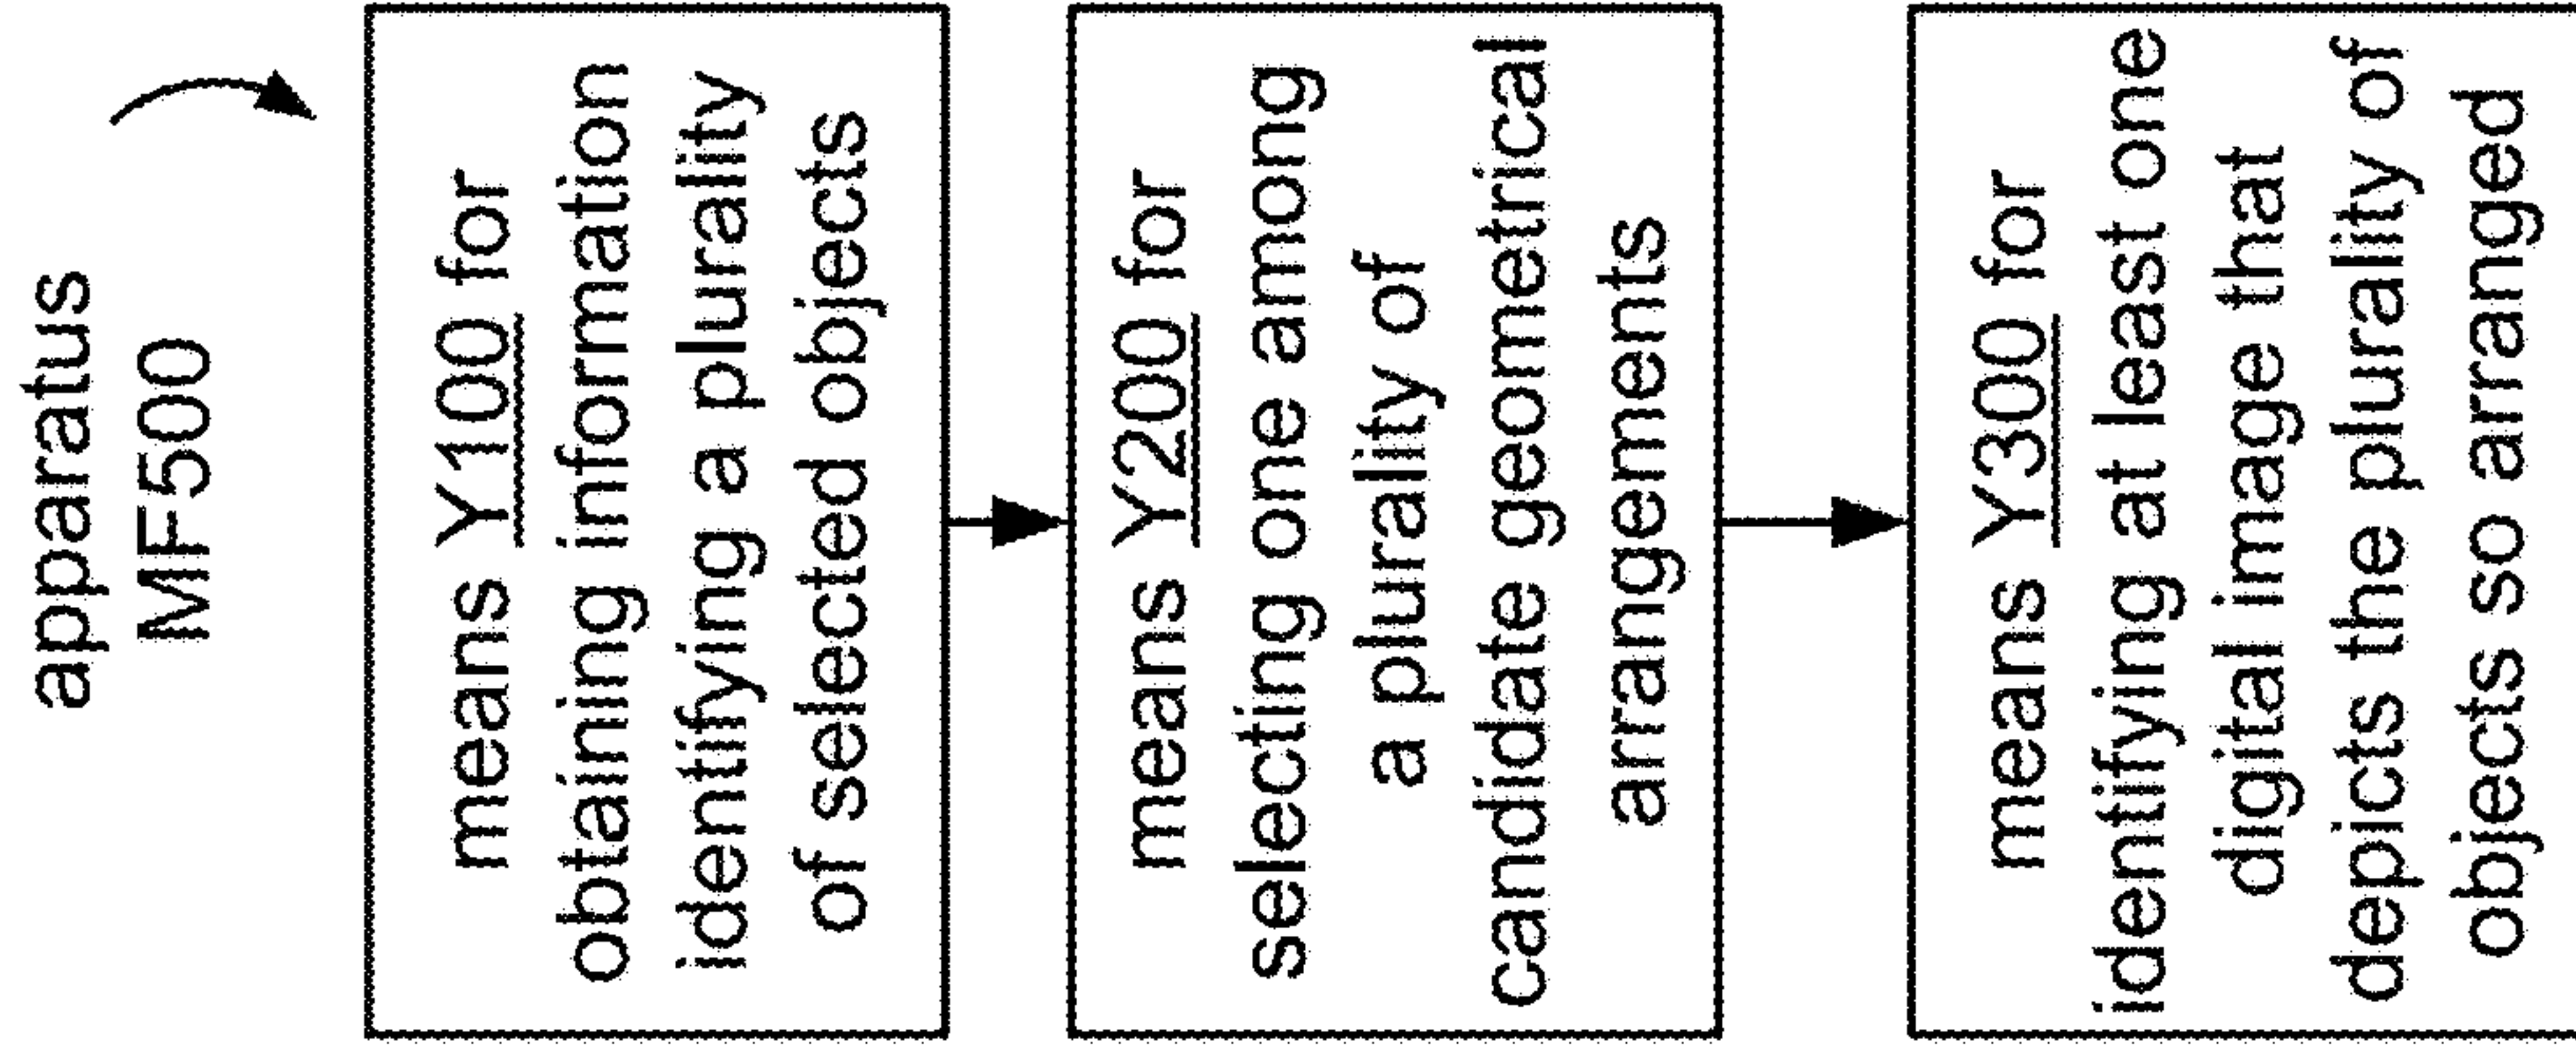 apparatus
MF500
means Y100 for
obtaining information
identifying a plurality
of selected objects
means Y200 for
selecting one among
a plurality of
candidate geometrical
arrangements
means Y300 for
identifying at least one
digital image that
depicts the plurality of
objects so arranged